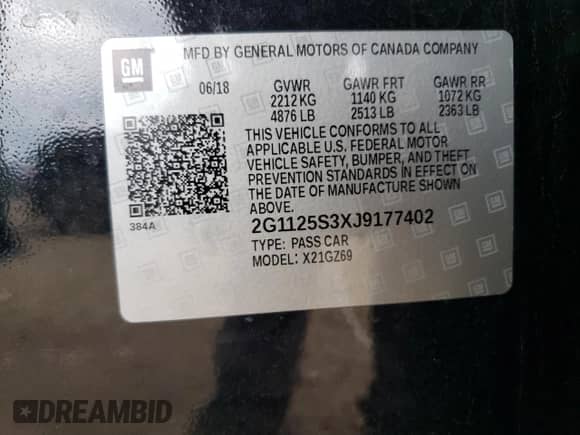 GM
MFD BY GENERAL MOTORS OF CANADA COMPANY
06/18 GVWR GAWR FRT GAWR RR
2212 KG 1140 KG 1072 KG
4876 LB 2513 LB 2363 LB
THIS VEHICLE CONFORMS TO ALL
APPLICABLE U.S. FEDERAL MOTOR
VEHICLE SAFETY, BUMPER, AND THEFT
PREVENTION STANDARDS IN EFFECT ON
THE DATE OF MANUFACTURE SHOWN
ABOVE.
384A
2G1125S3XJ9177402
TYPE: PASS CAR
MODEL: X21GZ69
DREAMBID